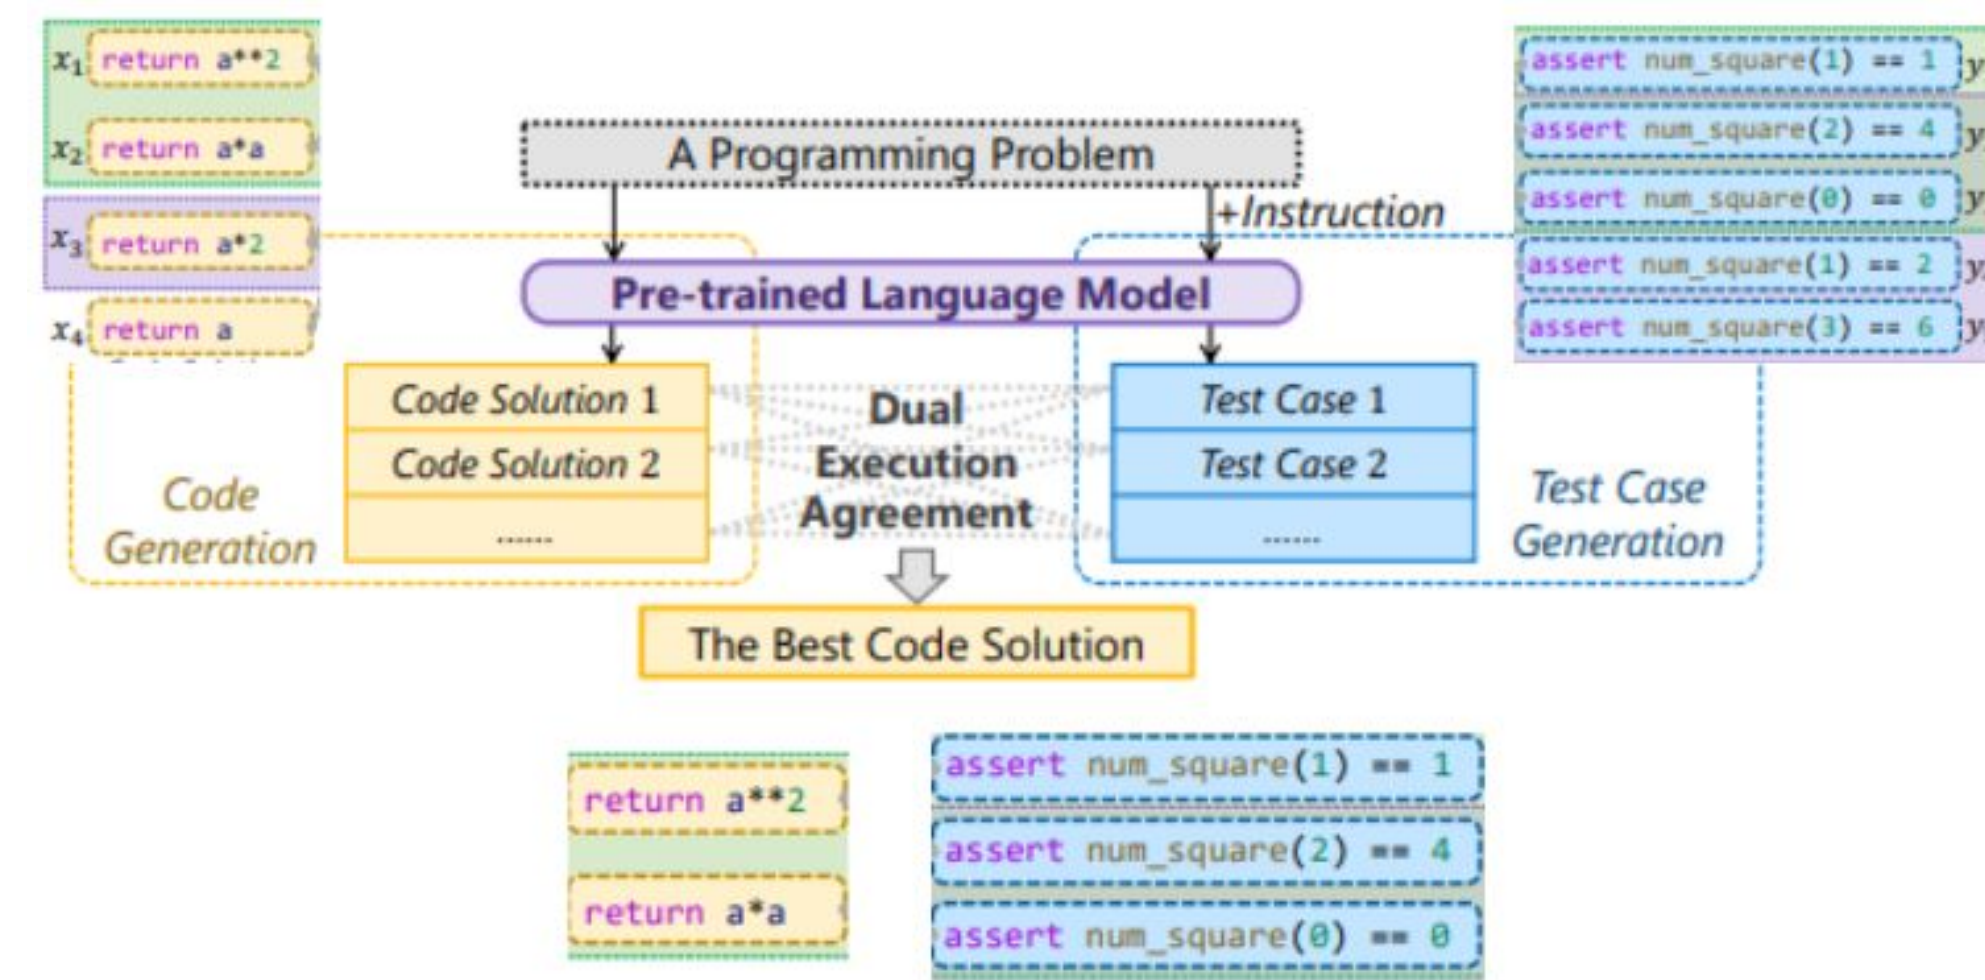 x1 return a**2
x2 return a*a
x3 return a*2
x4 return a
assert num_square(1) == 1 y
assert num_square(2) == 4 y
assert num_square(0) == 0 y
assert num_square(1) == 2 y
assert num_square(3) == 6 y
A Programming Problem
+Instruction
Pre-trained Language Model
Code Solution 1
Code Solution 2
......
Code
Generation
Dual
Execution
Agreement
Test Case 1
Test Case 2
......
Test Case
Generation
The Best Code Solution
return a**2
return a*a
assert num_square(1) == 1
assert num_square(2) == 4
assert num_square(0) == 0